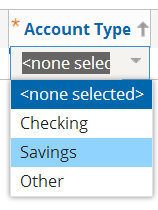 * Account Type ↑
<none selec
<none selected>
Checking
Savings
Other